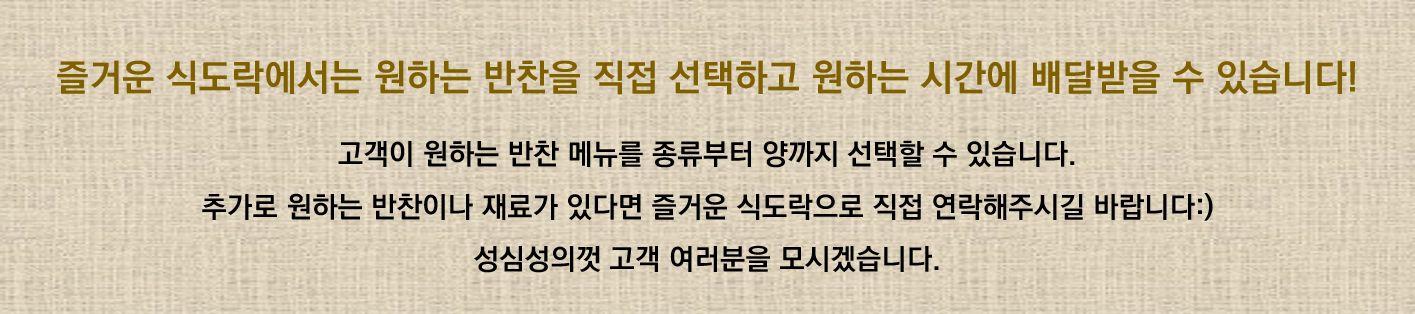 즐거운 식도락에서는 원하는 반찬을 직접 선택하고 원하는 시간에 배달받을 수 있습니다!
고객이 원하는 반찬 메뉴를 종류부터 양까지 선택할 수 있습니다.
추가로 원하는 반찬이나 재료가 있다면 즐거운 식도락으로 직접 연락해주시길 바랍니다:)
성심성의껏 고객 여러분을 모시겠습니다.